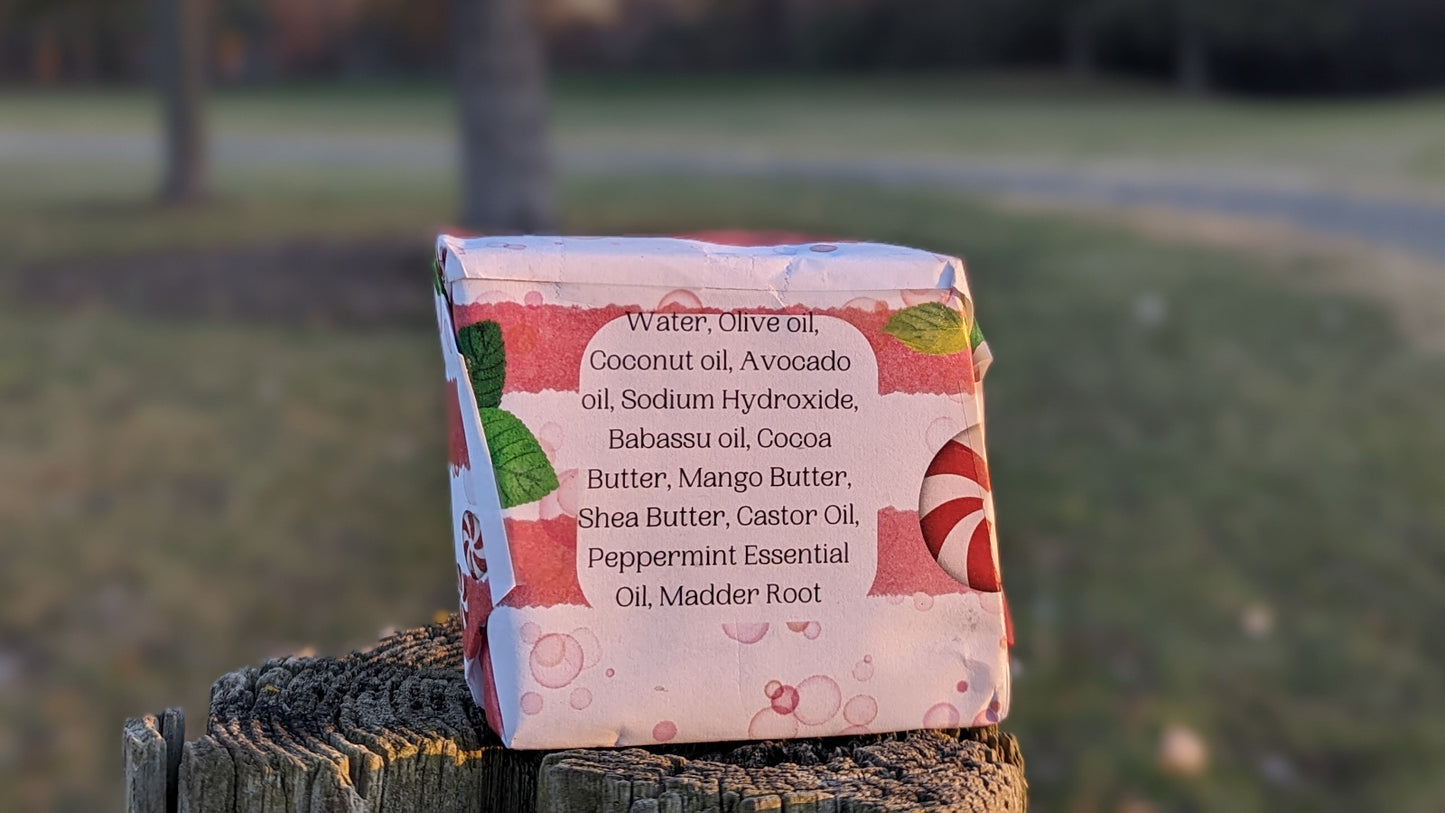 Water, Olive oil,
Coconut oil, Avocado
oil, Sodium Hydroxide,
Babassu oil, Cocoa
Butter, Mango Butter,
Shea Butter, Castor Oil,
Peppermint Essential
Oil, Madder Root